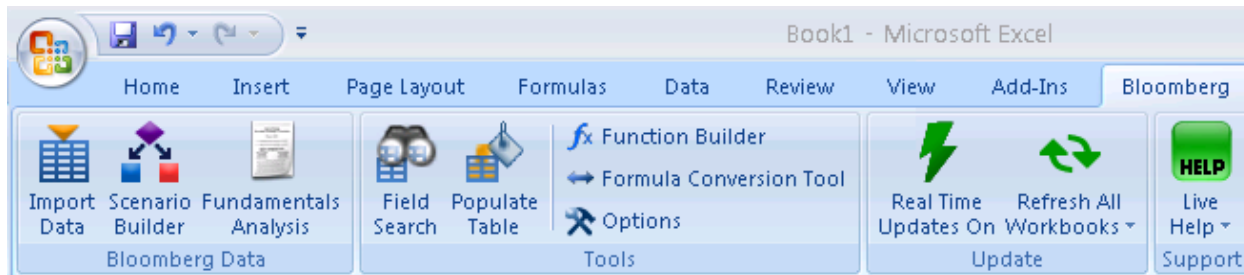 Book1 - Microsoft Excel
Home Insert Page Layout Formulas Data Review View Add-Ins Bloomberg
Import Data
Scenario Builder
Fundamentals Analysis
Bloomberg Data
Field Search
Populate Table
fx Function Builder
Formula Conversion Tool
Options
Tools
Real Time Updates On
Refresh All Workbooks
Update
HELP
Live Help
Support